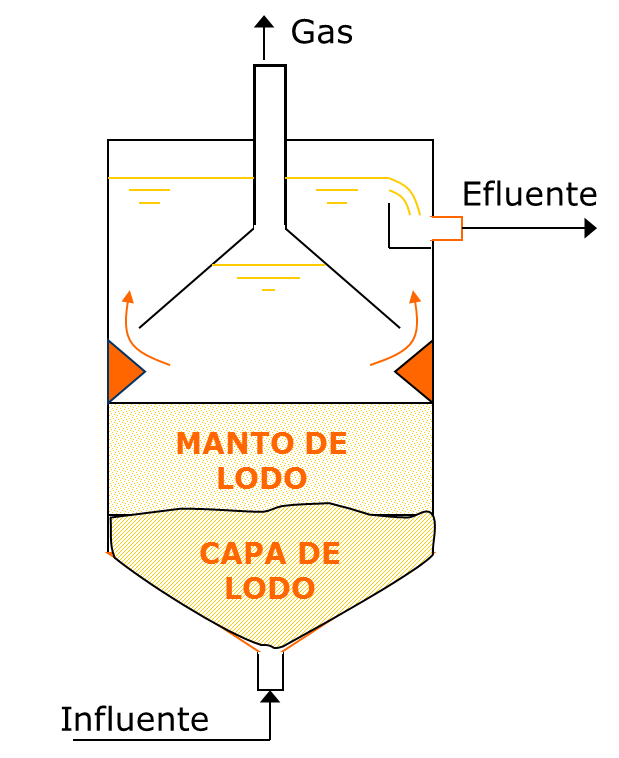 Gas
Efluente
MANTO DE
LODO
CAPA DE
LODO
Influente